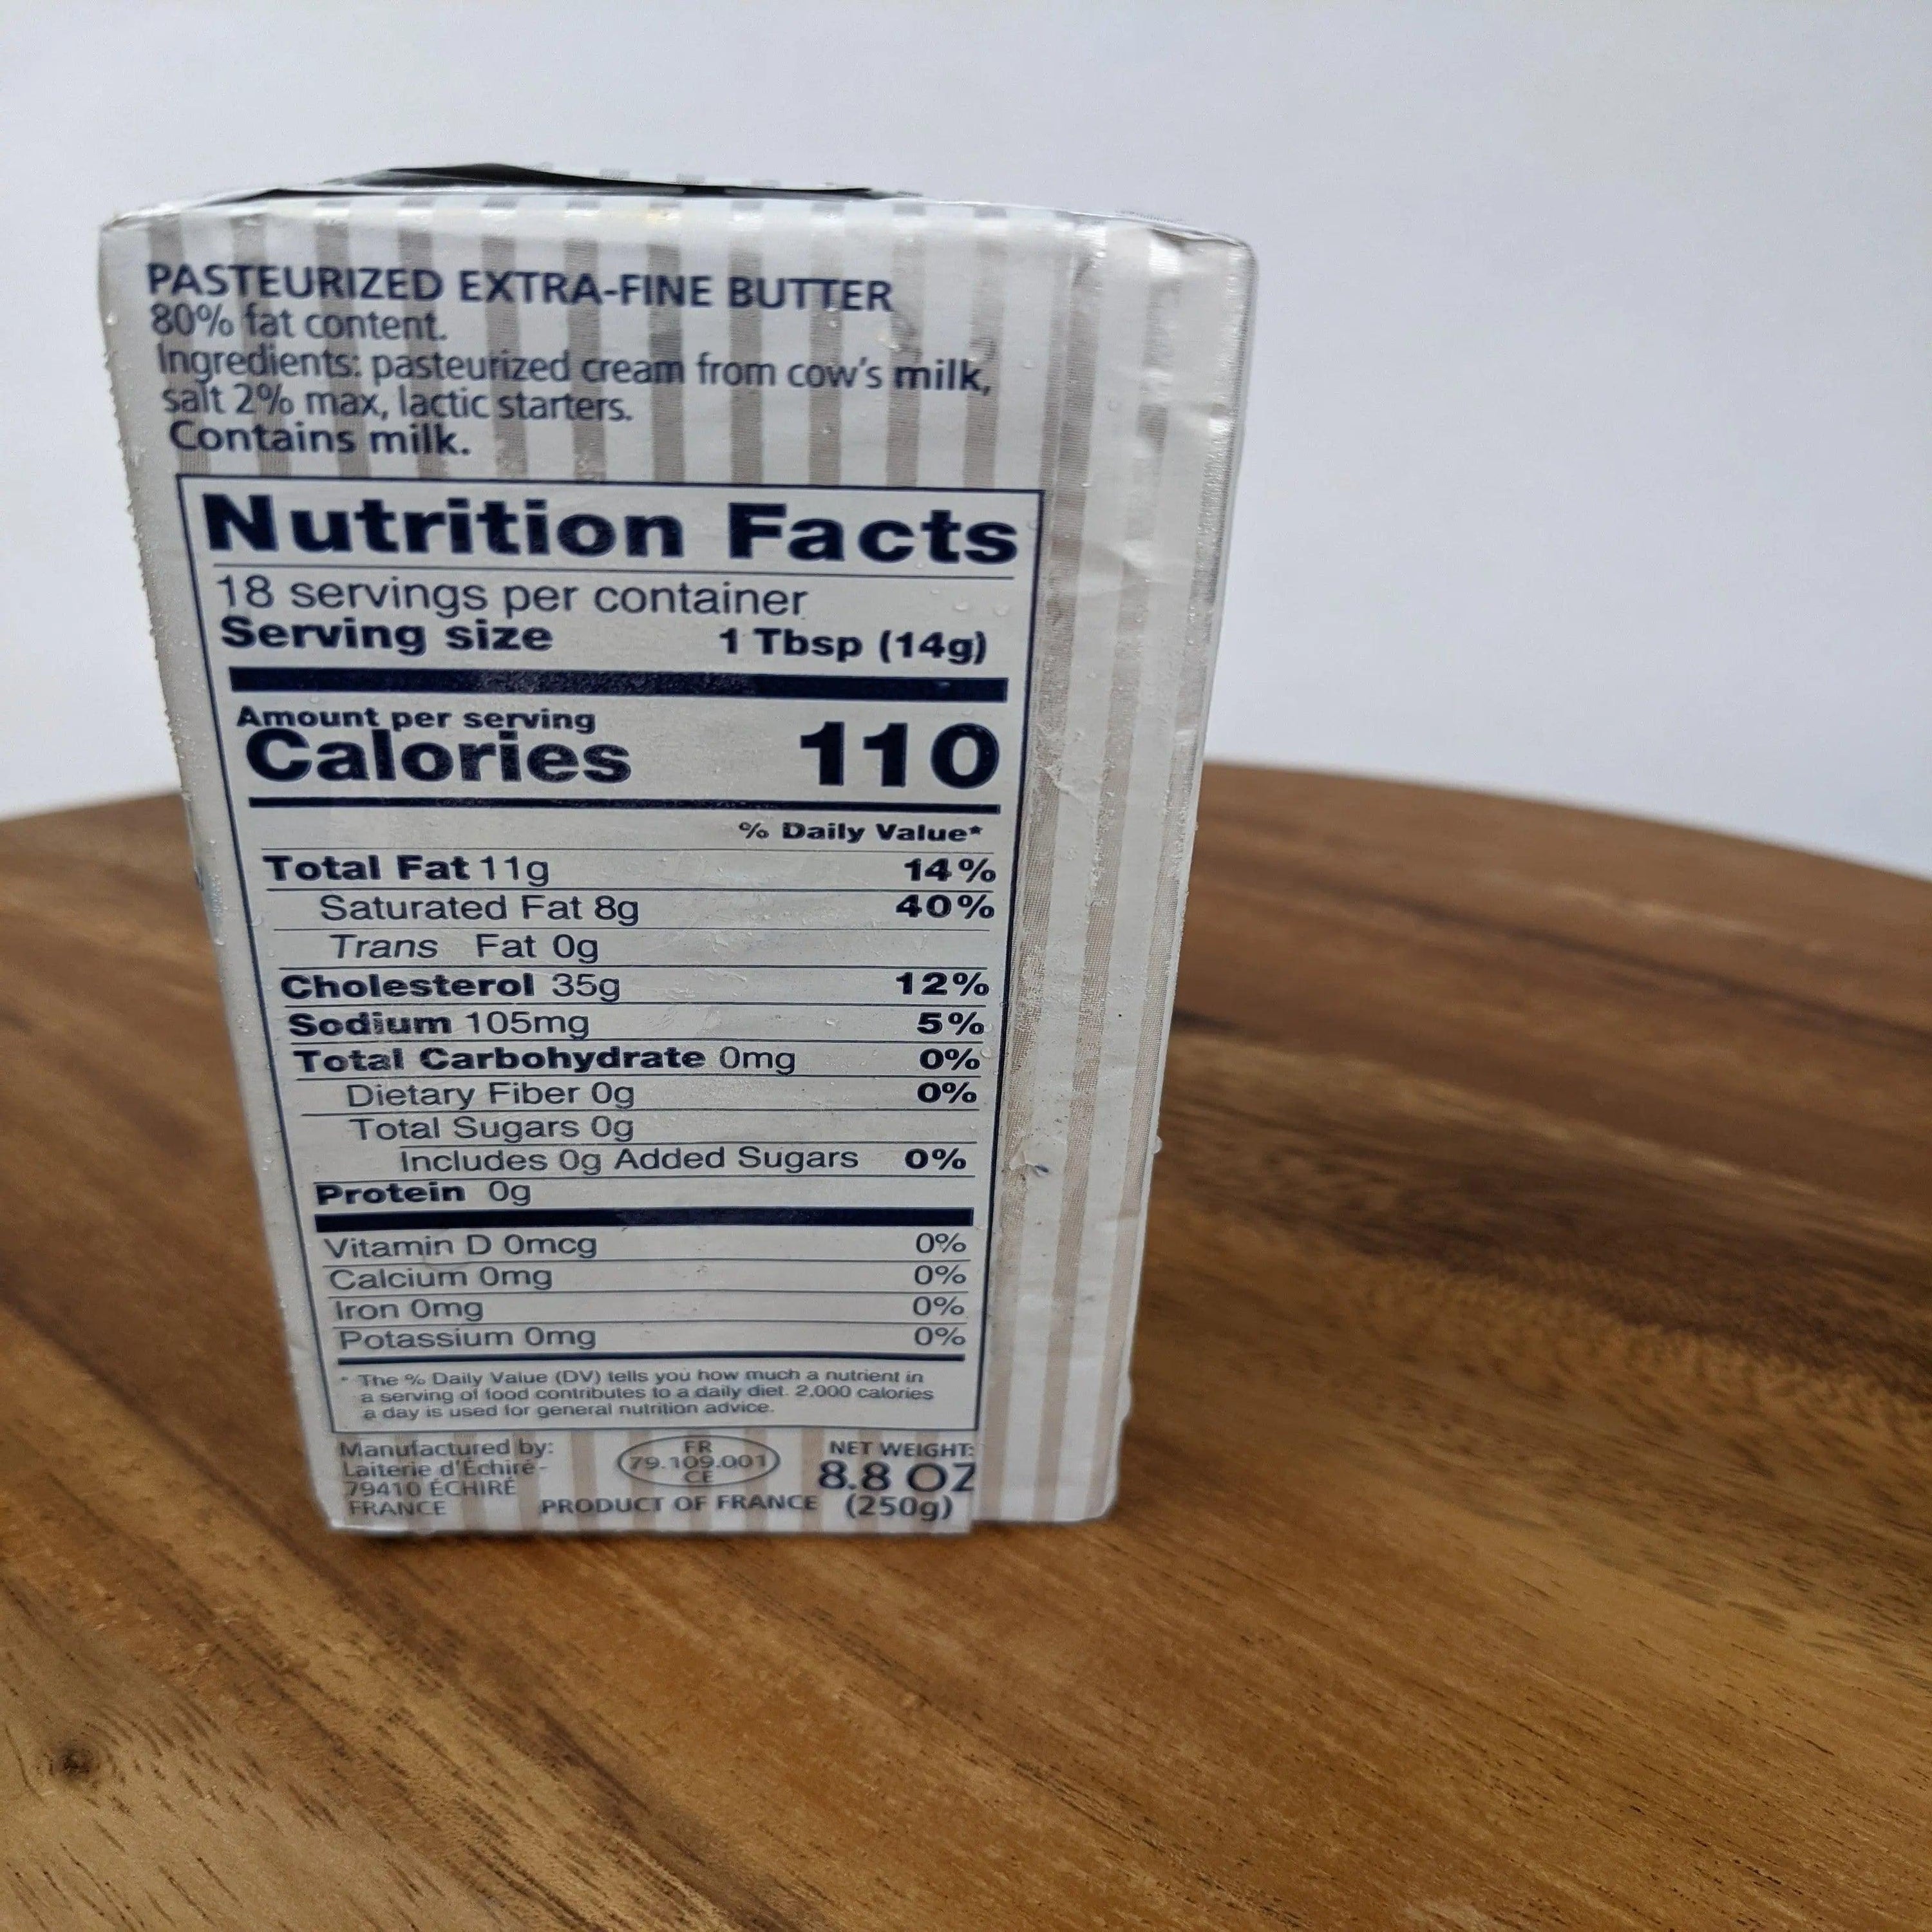 PASTEURIZED EXTRA-FINE BUTTER
80% fat content.
Ingredients: pasteurized cream from cow's milk,
salt 2% max, lactic starters.
Contains milk.
Nutrition Facts
18 servings per container
Serving size 1 Tbsp (14g)
Amount per serving
Calories 110
% Daily Value*
Total Fat 11g 14%
Saturated Fat 8g 40%
Trans Fat 0g
Cholesterol 35g 12%
Sodium 105mg 5%
Total Carbohydrate 0mg 0%
Dietary Fiber 0g 0%
Total Sugars 0g
Includes 0g Added Sugars 0%
Protein 0g
Vitamin D 0mcg 0%
Calcium 0mg 0%
Iron 0mg 0%
Potassium 0mg 0%
* The % Daily Value (DV) tells you how much a nutrient in
a serving of food contributes to a daily diet. 2,000 calories
a day is used for general nutrition advice.
Manufactured by:
Laiterie d'Échiré -
79410 ÉCHIRÉ
FRANCE
FR
79.109.001
CE
PRODUCT OF FRANCE
NET WEIGHT:
8.8 OZ
(250g)